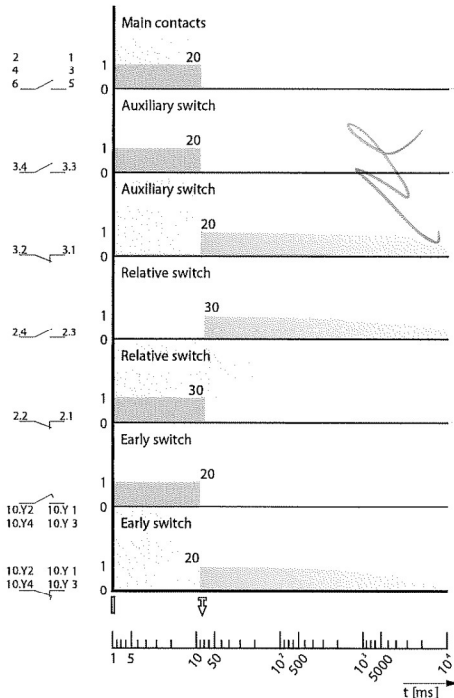 Main contacts
2 1
4 3
6 5
20
1
0
Auxiliary switch
20
1
0
3.4 3.3
Auxiliary switch
20
1
0
3.2 3.1
Relative switch
30
1
0
2.4 2.3
Relative switch
30
1
0
2.2 2.1
Early switch
20
1
0
10.Y2 10.Y 1
10.Y4 10.Y 3
Early switch
20
10.Y2 10.Y 1
10.Y4 10.Y 3
1
0
1 5 10 50 10² 500 10³ 5000 10⁴
t [ms]